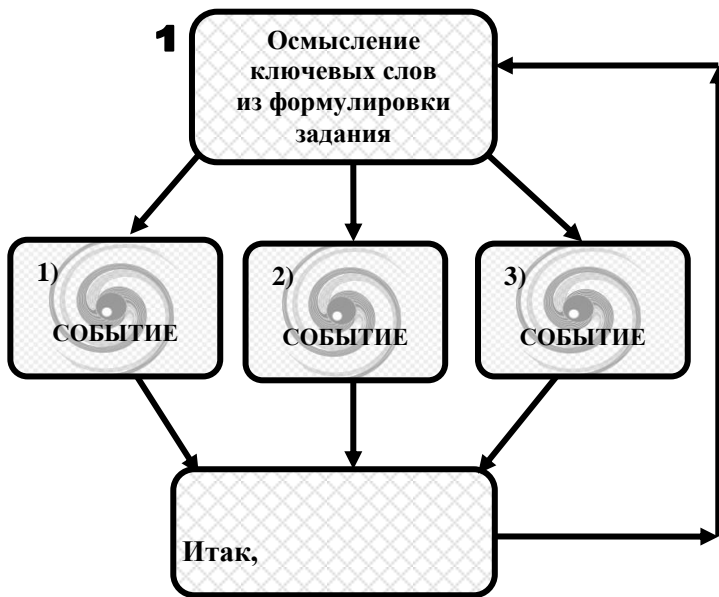 1
Осмысление
ключевых слов
из формулировки
задания
1)
СОБЫТИЕ
2)
СОБЫТИЕ
3)
СОБЫТИЕ
Итак,